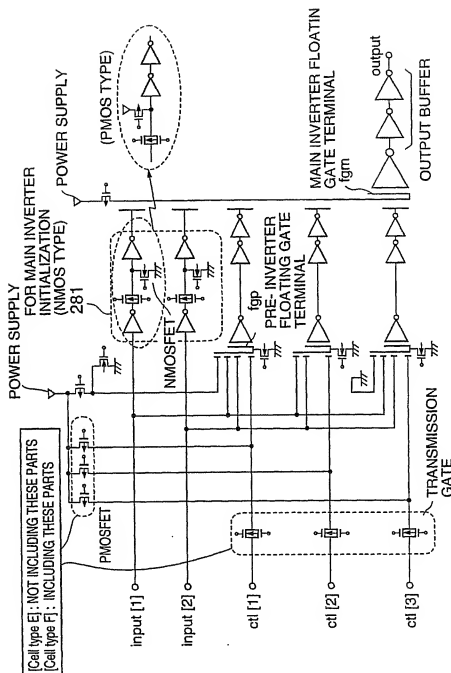 [Cell type E] : NOT INCLUDING THESE PARTS
[Cell type F] : INCLUDING THESE PARTS
POWER SUPPLY
FOR MAIN INVERTER
INITIALIZATION
(NMOS TYPE)
281
POWER SUPPLY
(PMOS TYPE)
PMOSFET
NMOSFET
input [1]
input [2]
ctl [1]
ctl [2]
ctl [3]
fgp
PRE- INVERTER
FLOATING GATE
TERMINAL
TRANSMISSION
GATE
MAIN INVERTER FLOATIN
GATE TERMINAL
fgm
output
OUTPUT BUFFER